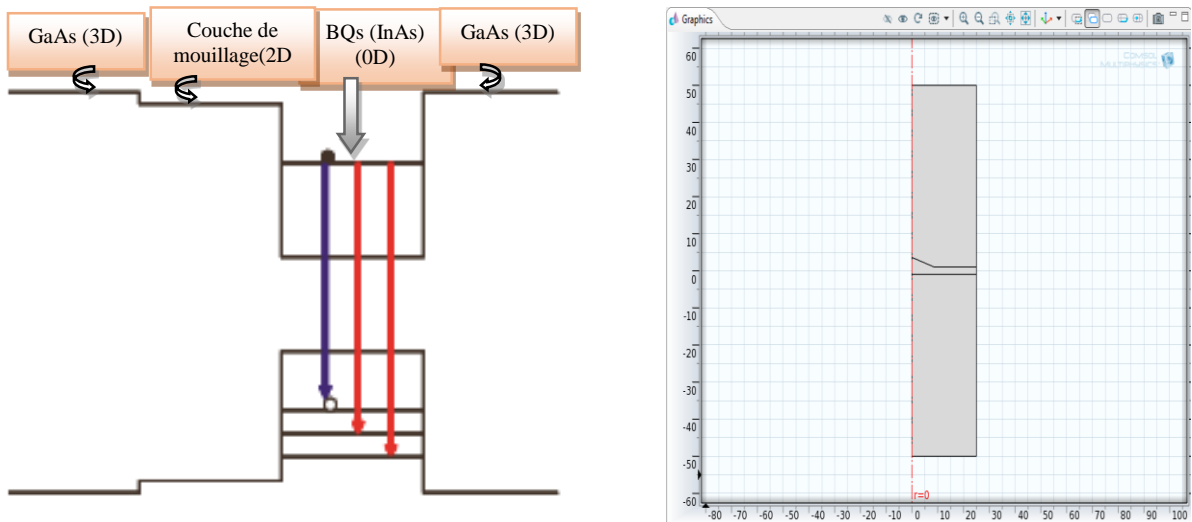 GaAs (3D)
Couche de
mouillage(2D
BQs (InAs)
(0D)
GaAs (3D)
Graphics
COMSOL
MULTIPHYSICS
60
50
40
30
20
10
0
-10
-20
-30
-40
-50
-60
r=0
-80 -70 -60 -50 -40 -30 -20 -10 0 10 20 30 40 50 60 70 80 90 100